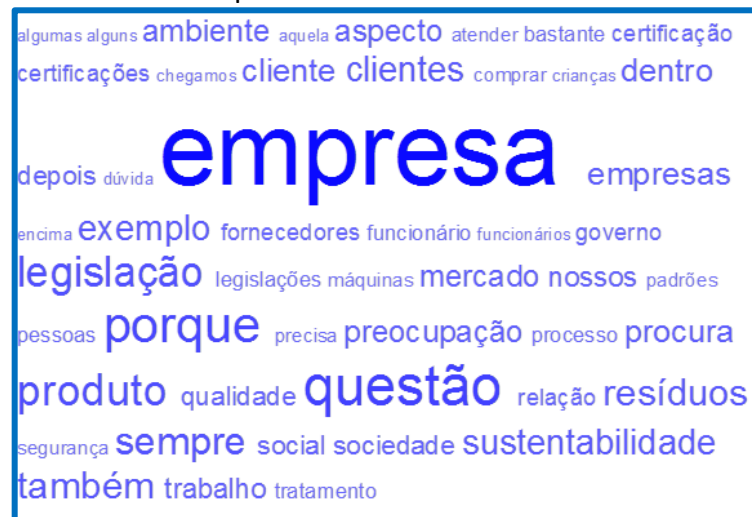 algumas alguns ambiente aquela aspecto atender bastante certificação
certificações chegamos cliente clientes comprar crianças dentro
depois dúvida empresa empresas
encima exemplo fornecedores funcionário funcionários governo
legislação legislações máquinas mercado nossos padrões
pessoas porque precisa preocupação processo procura
produto qualidade questão relação resíduos
segurança sempre social sociedade sustentabilidade
também trabalho tratamento